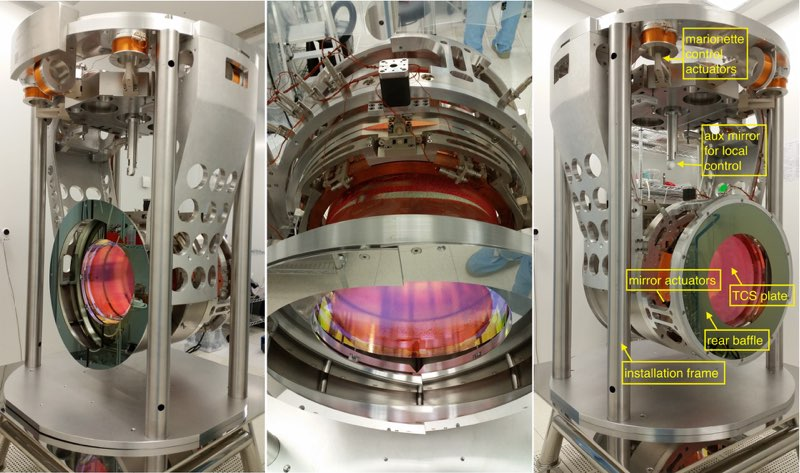 marionette
control
actuators
aux mirror
for local
control
mirror actuators
TCS plate
rear baffle
installation frame